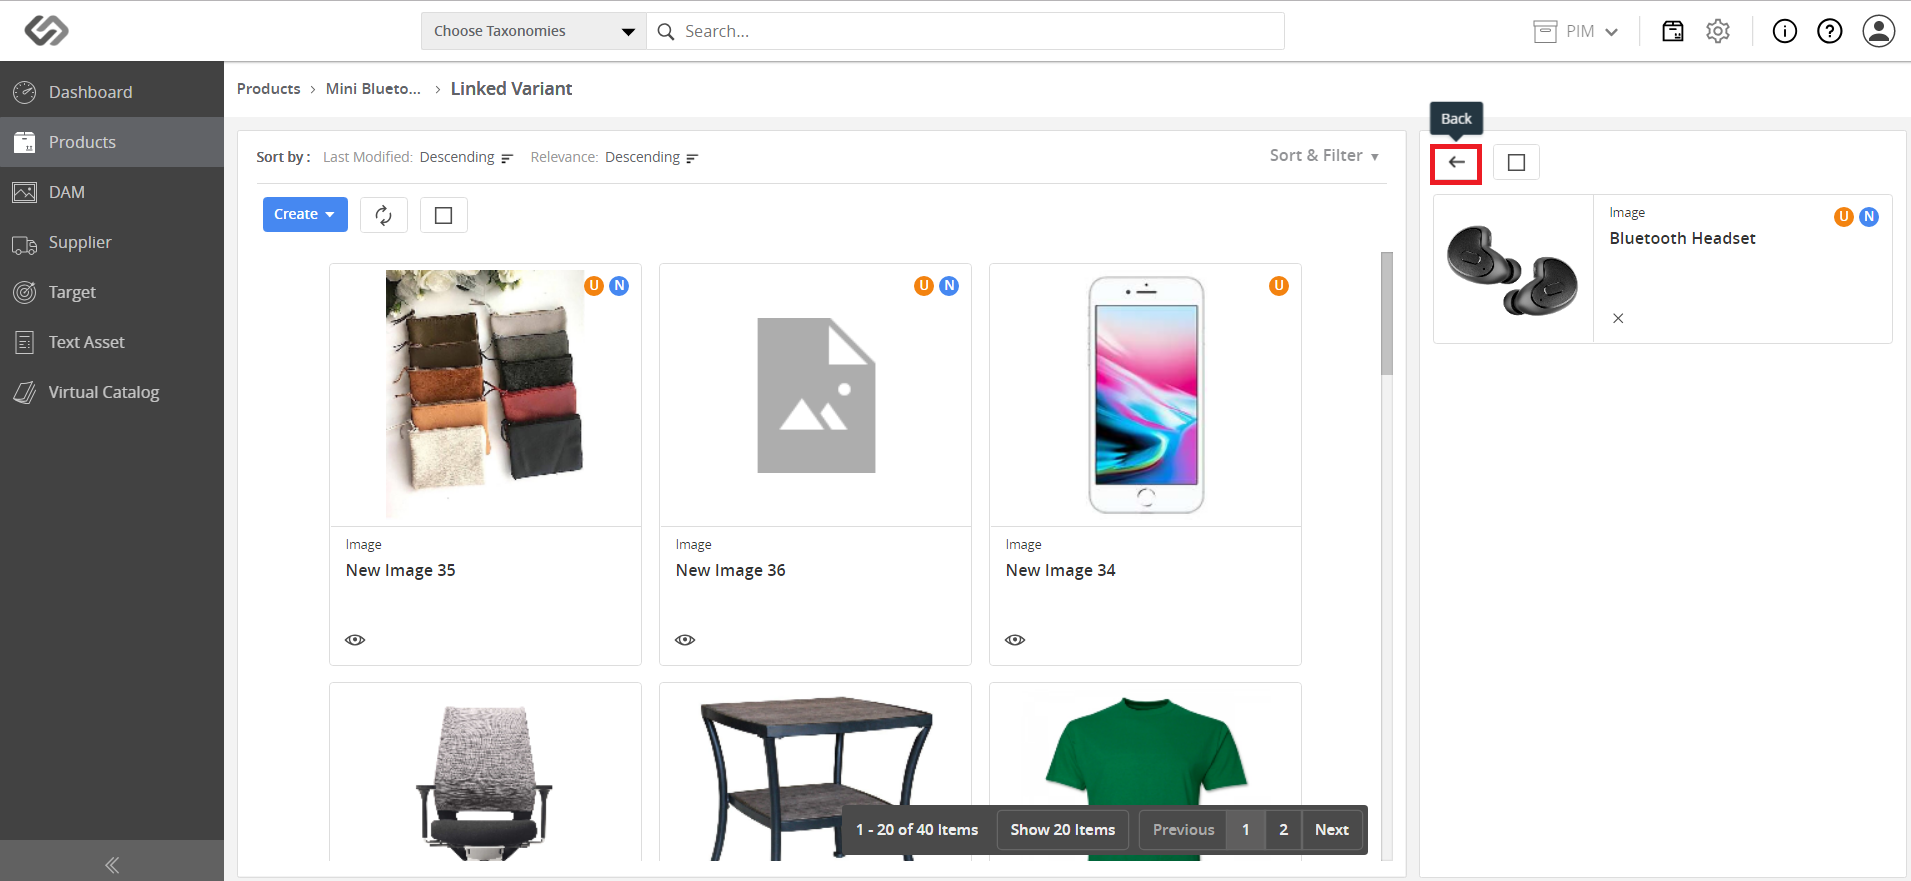 Choose Taxonomies
Search...
PIM
Dashboard
Products
DAM
Supplier
Target
Text Asset
Virtual Catalog
Products › Mini Blueto... › Linked Variant
Sort by : Last Modified: Descending Relevance: Descending
Sort & Filter
Create
U N
Image
New Image 35
U N
Image
New Image 36
U
Image
New Image 34
1 - 20 of 40 Items Show 20 Items Previous 1 2 Next
Back
Image
U N
Bluetooth Headset